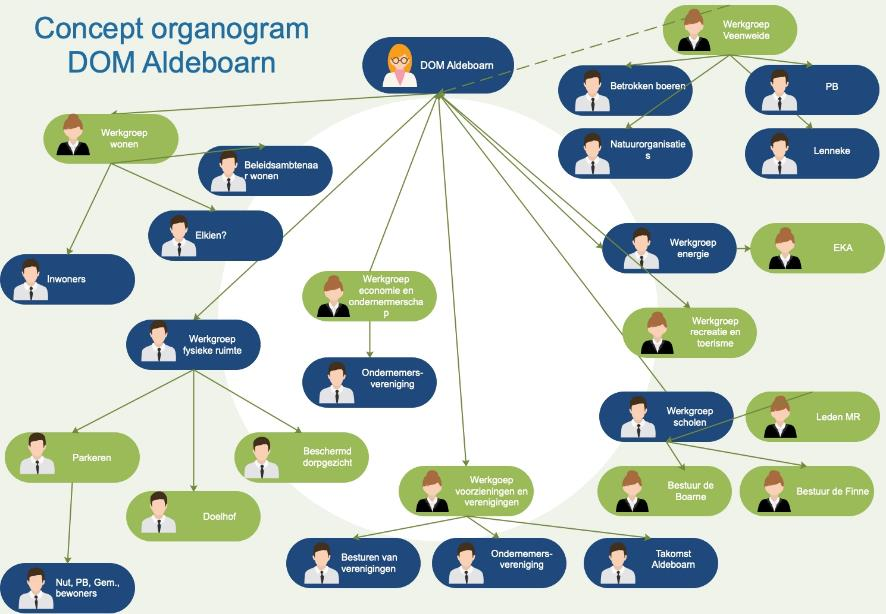 Concept organogram
DOM Aldeboarn
DOM Aldeboarn
Werkgroep
Veenweide
Betrokken boeren
PB
Natuurorganisatie
s
Lenneke
Werkgroep
wonen
Beleidsambtenaa
r wonen
Elkien?
Inwoners
Werkgroep
energie
EKA
Werkgroep
economie en
ondernermerscha
p
Werkgroep
fysieke ruimte
Werkgroep
recreatie en
toerisme
Ondernemers-
vereniging
Werkgroep
scholen
Leden MR
Parkeren
Beschermd
dorpgezicht
Doelhof
Werkgoep
voorzieningen en
verenigingen
Bestuur de
Boarne
Bestuur de Finne
Nut, PB, Gem.,
bewoners
Besturen van
verenigingen
Ondernemers-
vereniging
Takomst
Aldeboarn